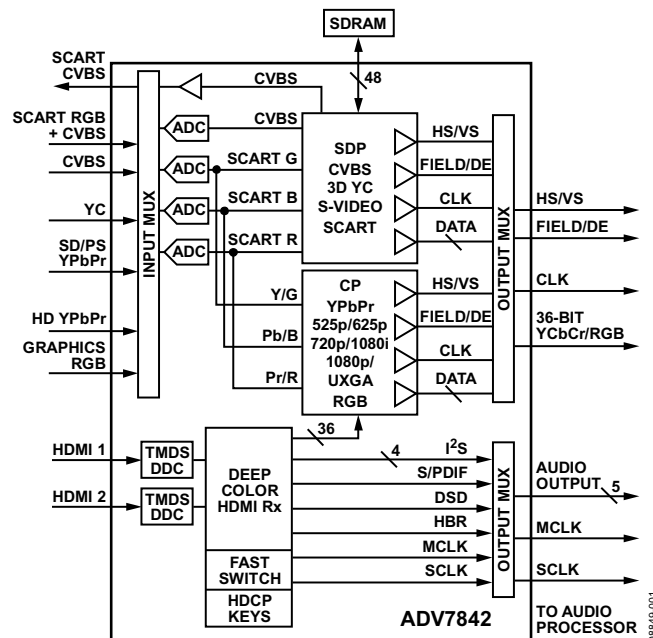 SDRAM
48
SCART
CVBS
SCART RGB
+ CVBS
CVBS
YC
SD/PS
YPbPr
HD YPbPr
GRAPHICS
RGB
INPUT MUX
CVBS
ADC
CVBS
ADC
SCART G
ADC
SCART B
ADC
SCART R
Y/G
Pb/B
Pr/R
SDP
CVBS
3D YC
S-VIDEO
SCART
HS/VS
FIELD/DE
CLK
DATA
CP
YPbPr
525p/625p
720p/1080i
1080p/
UXGA
RGB
HS/VS
FIELD/DE
CLK
DATA
OUTPUT MUX
HS/VS
FIELD/DE
CLK
36-BIT
YCbCr/RGB
HDMI 1
TMDS
DDC
HDMI 2
TMDS
DDC
DEEP
COLOR
HDMI Rx
FAST
SWITCH
HDCP
KEYS
36
4
I²S
S/PDIF
DSD
HBR
MCLK
SCLK
OUTPUT MUX
AUDIO
OUTPUT
5
MCLK
SCLK
TO AUDIO
PROCESSOR
ADV7842
08849-001